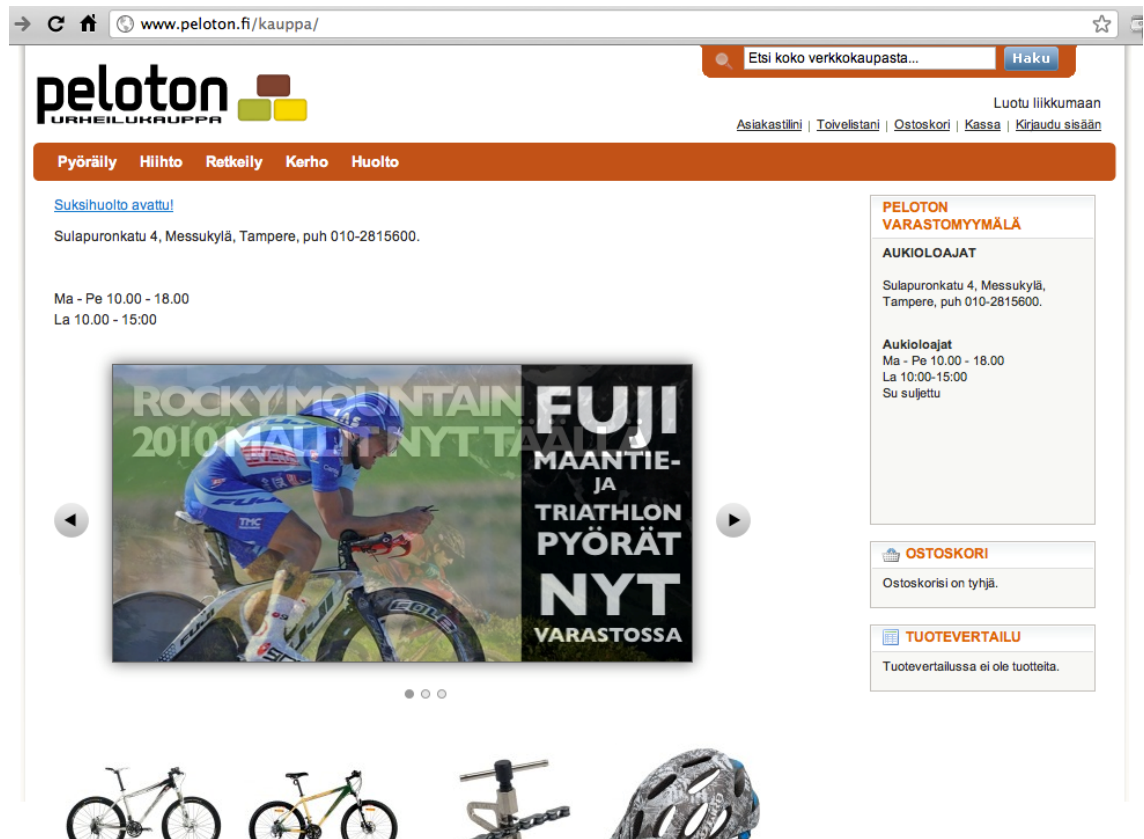 www.peloton.fi/kauppa/
Etsi koko verkkokaupasta...
Haku
peloton
URHEILUKAUPPA
Luotu liikkumaan
Asiakastilini | Toivelistani | Ostoskori | Kassa | Kirjaudu sisään
Pyöräily Hiihto Retkeily Kerho Huolto
Suksihuolto avattu!
Sulapuronkatu 4, Messukylä, Tampere, puh 010-2815600.
Ma - Pe 10.00 - 18.00
La 10.00 - 15:00
ROCKY MOUNTAIN
2010 MALLIT NYT TÄÄLLÄ
FUJI
MAANTIE-
JA
TRIATHLON
PYÖRÄT
NYT
VARASTOSSA
FUJI
TMC
FUJI
EOLE
PELOTON
VARASTOMYYMÄLÄ
AUKIOLOAJAT
Sulapuronkatu 4, Messukylä,
Tampere, puh 010-2815600.
Aukioloajat
Ma - Pe 10.00 - 18.00
La 10:00-15:00
Su suljettu
OSTOSKORI
Ostoskorisi on tyhjä.
TUOTEVERTAILU
Tuotevertailussa ei ole tuotteita.